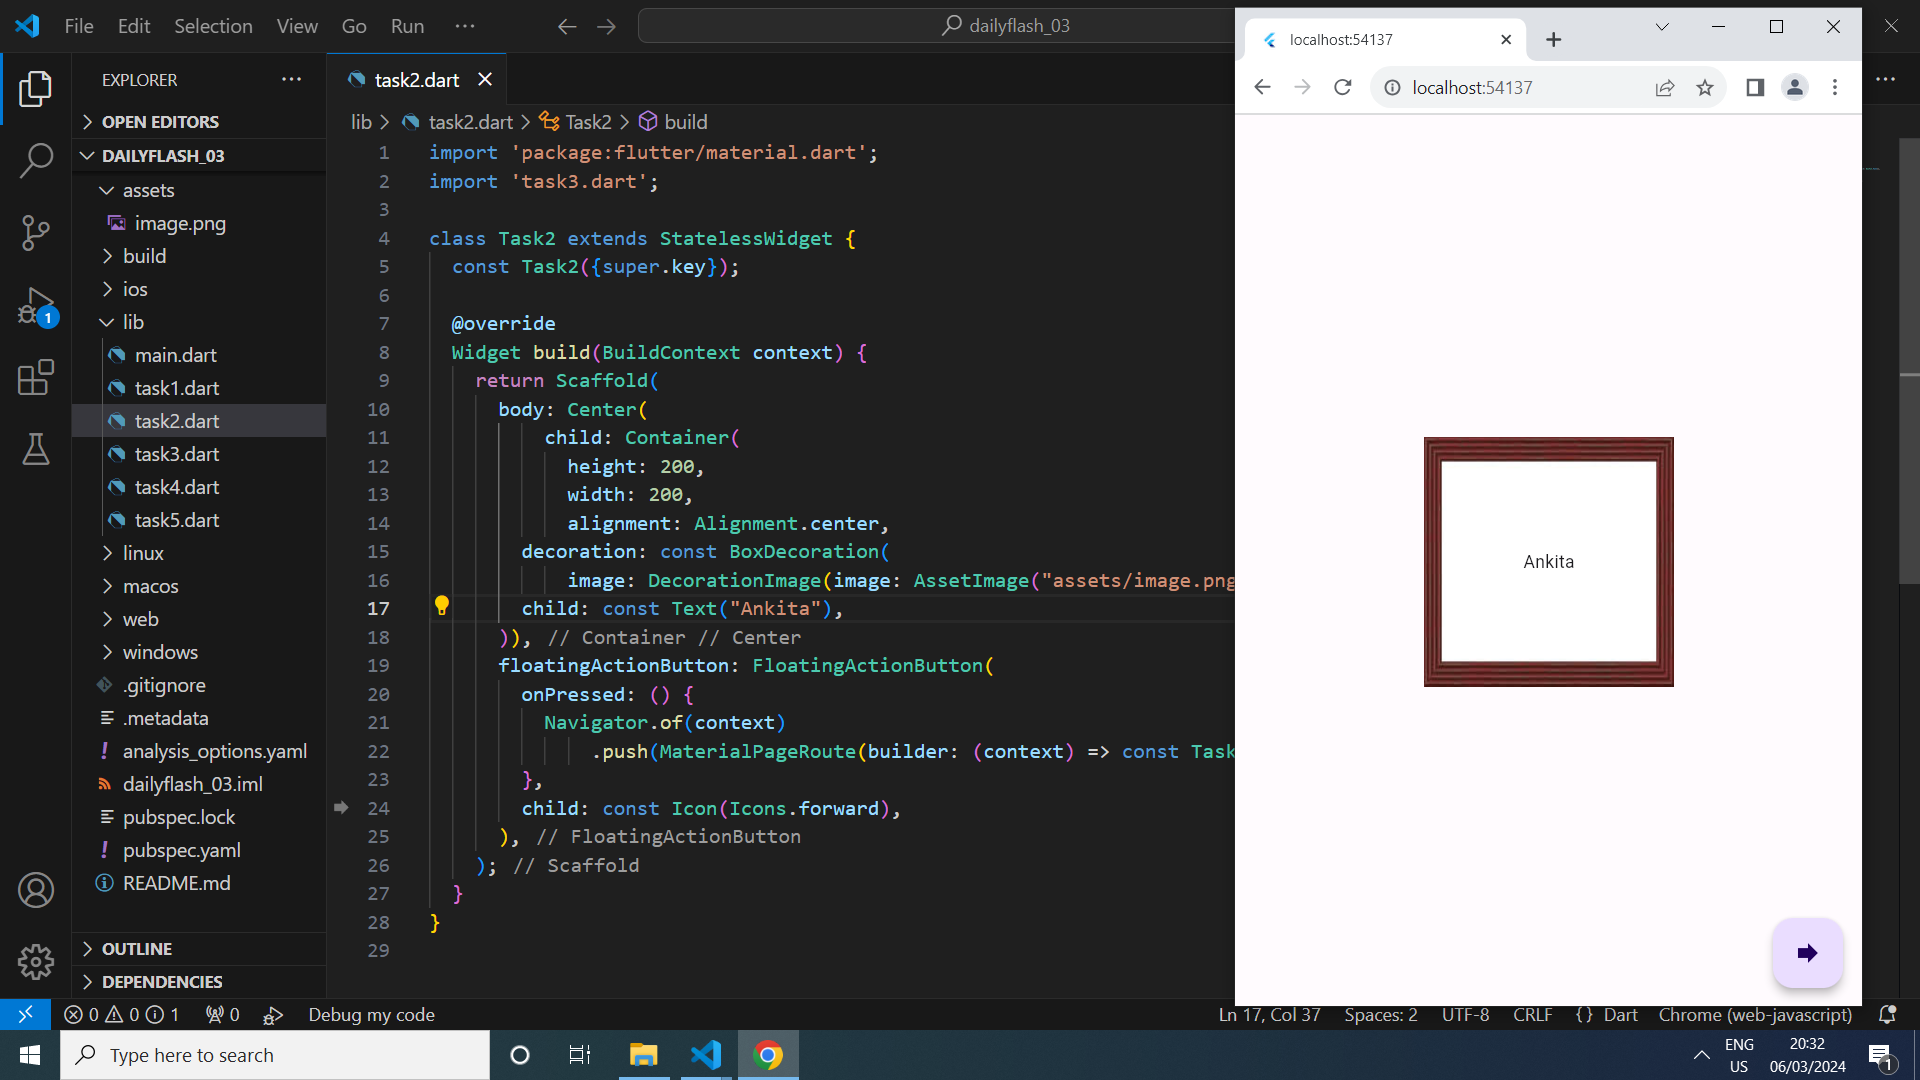 File Edit Selection View Go Run ···
dailyflash_03
EXPLORER ···
OPEN EDITORS
DAILYFLASH_03
assets
image.png
build
ios
lib
main.dart
task1.dart
task2.dart
task3.dart
task4.dart
task5.dart
linux
macos
web
windows
.gitignore
.metadata
analysis_options.yaml
dailyflash_03.iml
pubspec.lock
pubspec.yaml
README.md
OUTLINE
DEPENDENCIES
1
task2.dart
lib > task2.dart > Task2 > build
1 import 'package:flutter/material.dart';
2 import 'task3.dart';
3
4 class Task2 extends StatelessWidget {
5 const Task2({super.key});
6
7 @override
8 Widget build(BuildContext context) {
9 return Scaffold(
10 body: Center(
11 child: Container(
12 height: 200,
13 width: 200,
14 alignment: Alignment.center,
15 decoration: const BoxDecoration(
16 image: DecorationImage(image: AssetImage("assets/image.png
17 child: const Text("Ankita"),
18 )), // Container // Center
19 floatingActionButton: FloatingActionButton(
20 onPressed: () {
21 Navigator.of(context)
22 .push(MaterialPageRoute(builder: (context) => const Task
23 },
24 child: const Icon(Icons.forward),
25 ), // FloatingActionButton
26 ); // Scaffold
27 }
28 }
29
localhost:54137
localhost:54137
Ankita
0 0 1 0 Debug my code
Ln 17, Col 37 Spaces: 2 UTF-8 CRLF {} Dart Chrome (web-javascript)
Type here to search
ENG
US
20:32
06/03/2024
1